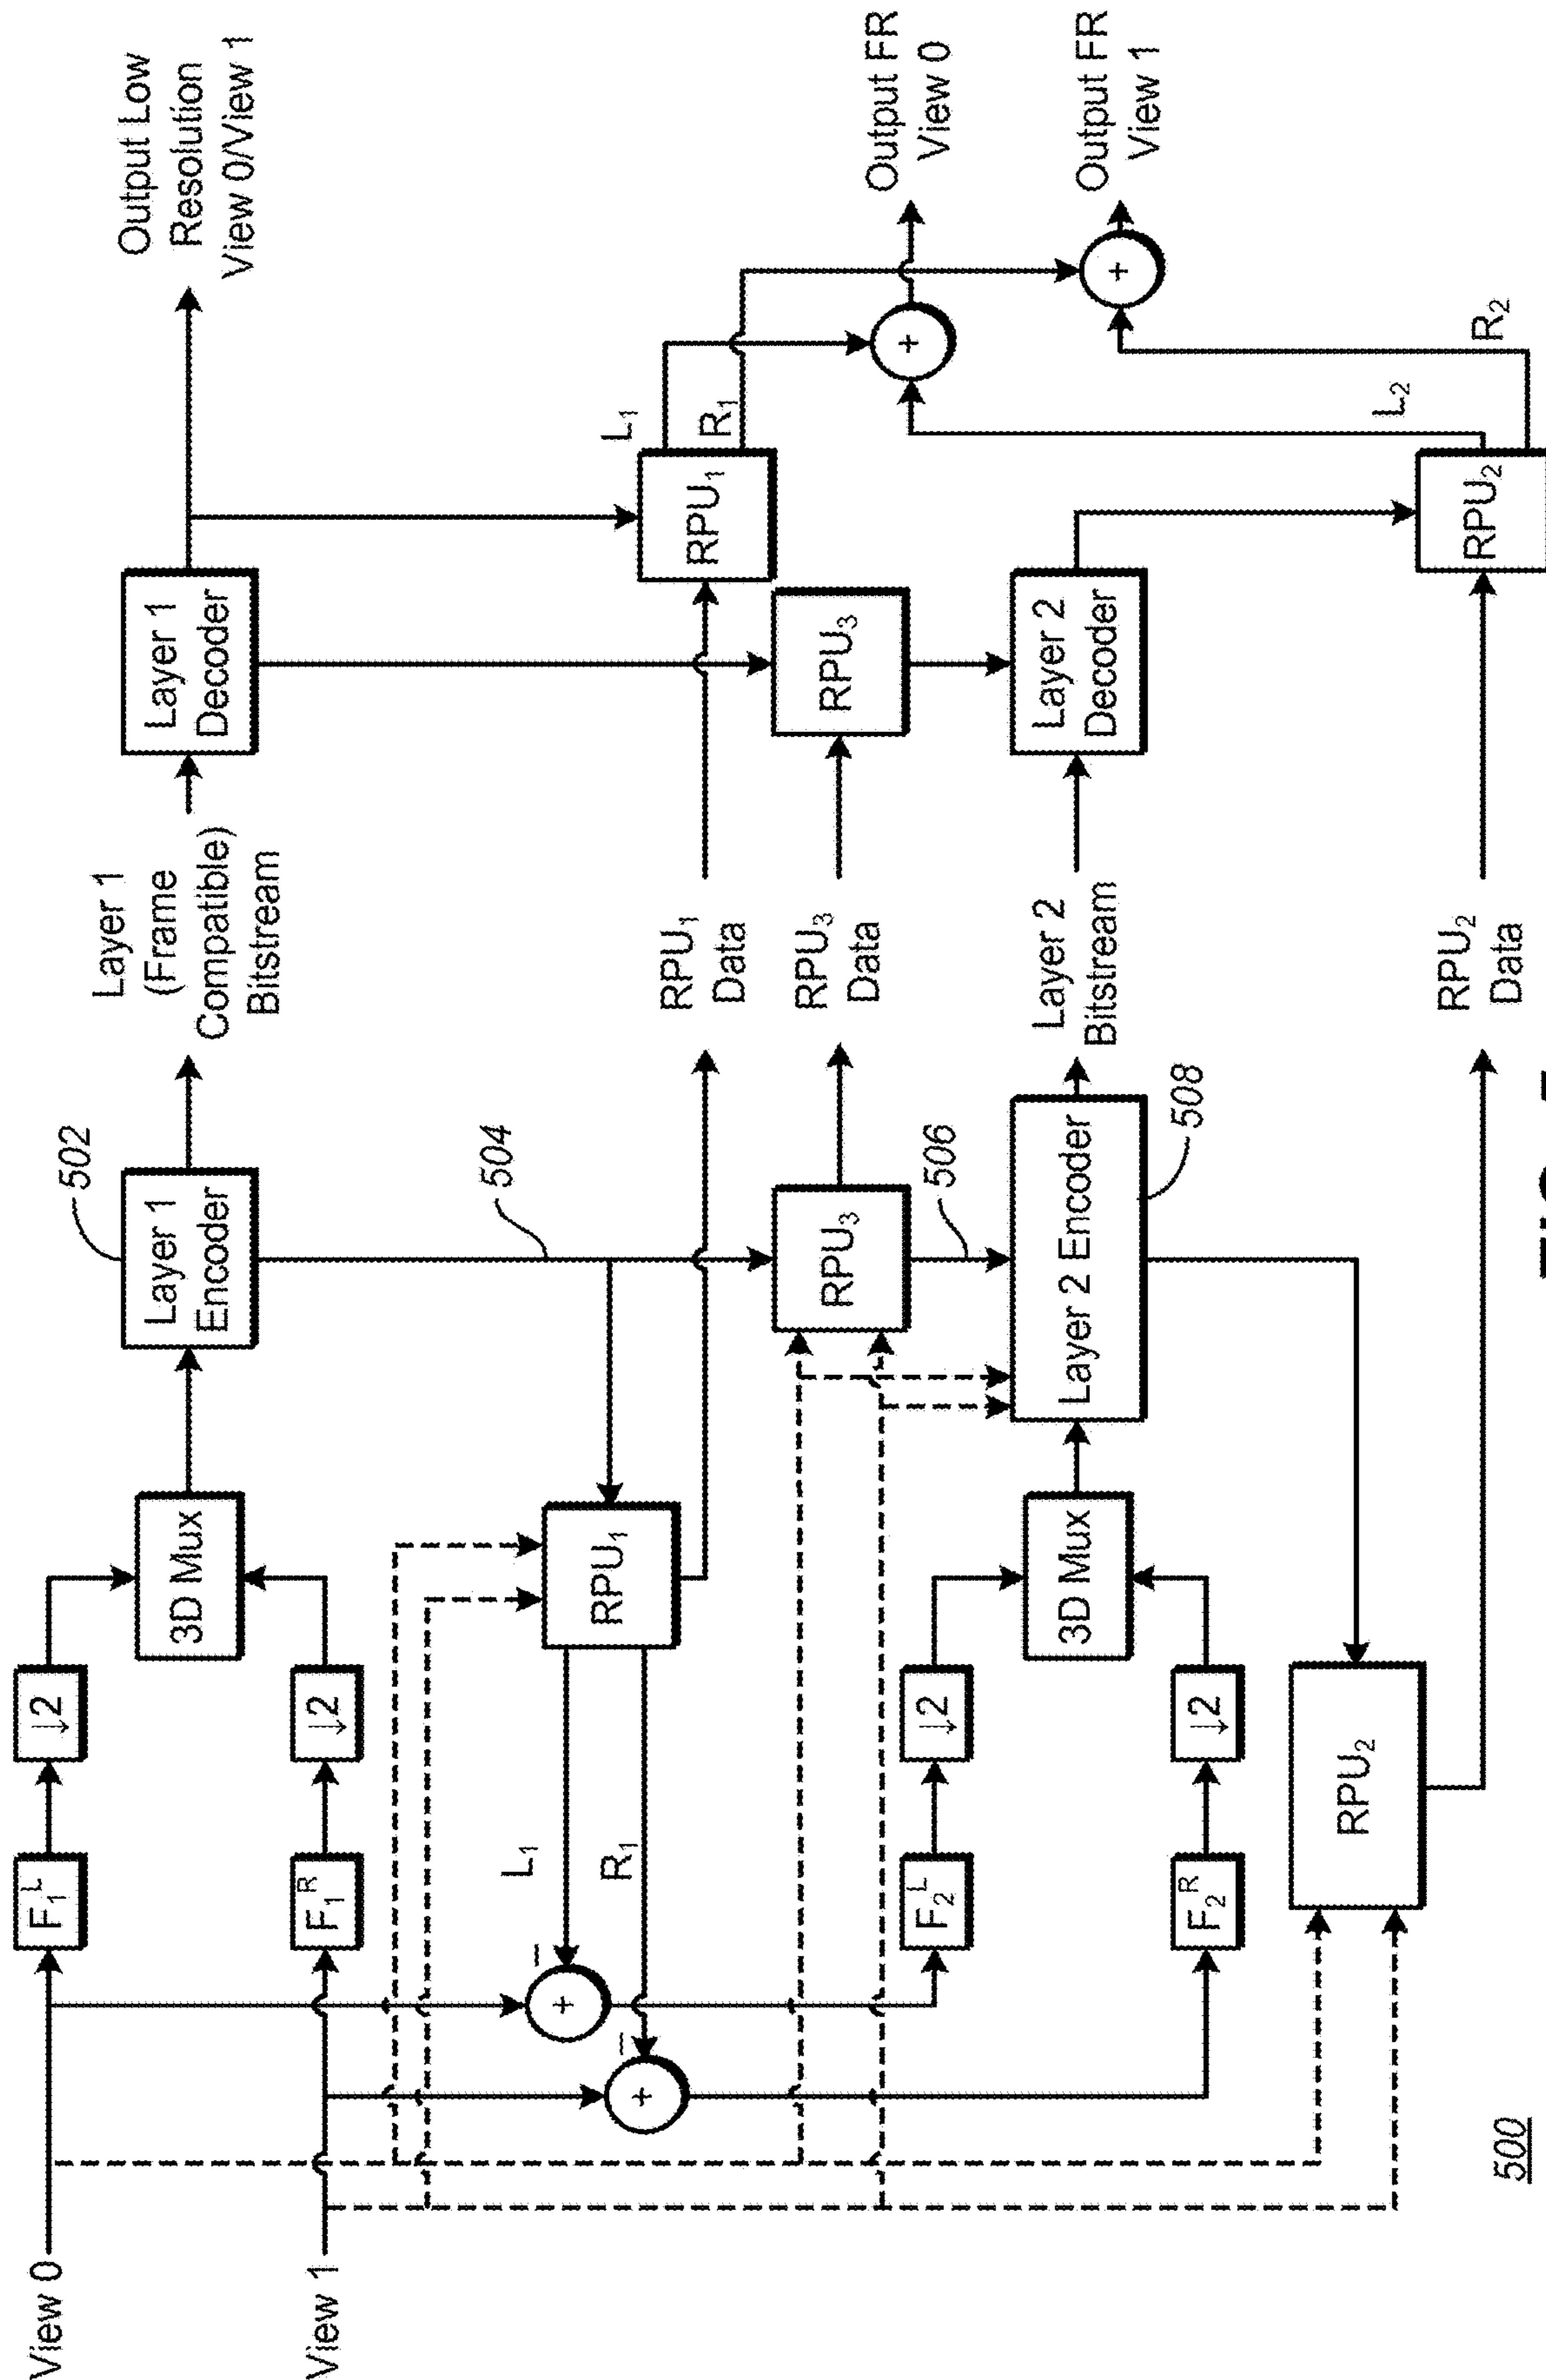 View 0
F₁ᴸ
↓2
3D Mux
View 1
F₁ᴿ
↓2
502
Layer 1
Encoder
Layer 1
(Frame
Compatible)
Bitstream
Layer 1
Decoder
Output Low
Resolution
View 0/View 1
504
L₁
−
+
R₁
−
+
RPU₁
RPU₁
Data
RPU₁
L₁
R₁
RPU₃
RPU₃
Data
RPU₃
506
+
Output FR
View 0
+
Output FR
View 1
F₂ᴸ
↓2
3D Mux
F₂ᴿ
↓2
Layer 2 Encoder
508
Layer 2
Bitstream
Layer 2
Decoder
L₂
R₂
RPU₂
RPU₂
Data
RPU₂
500